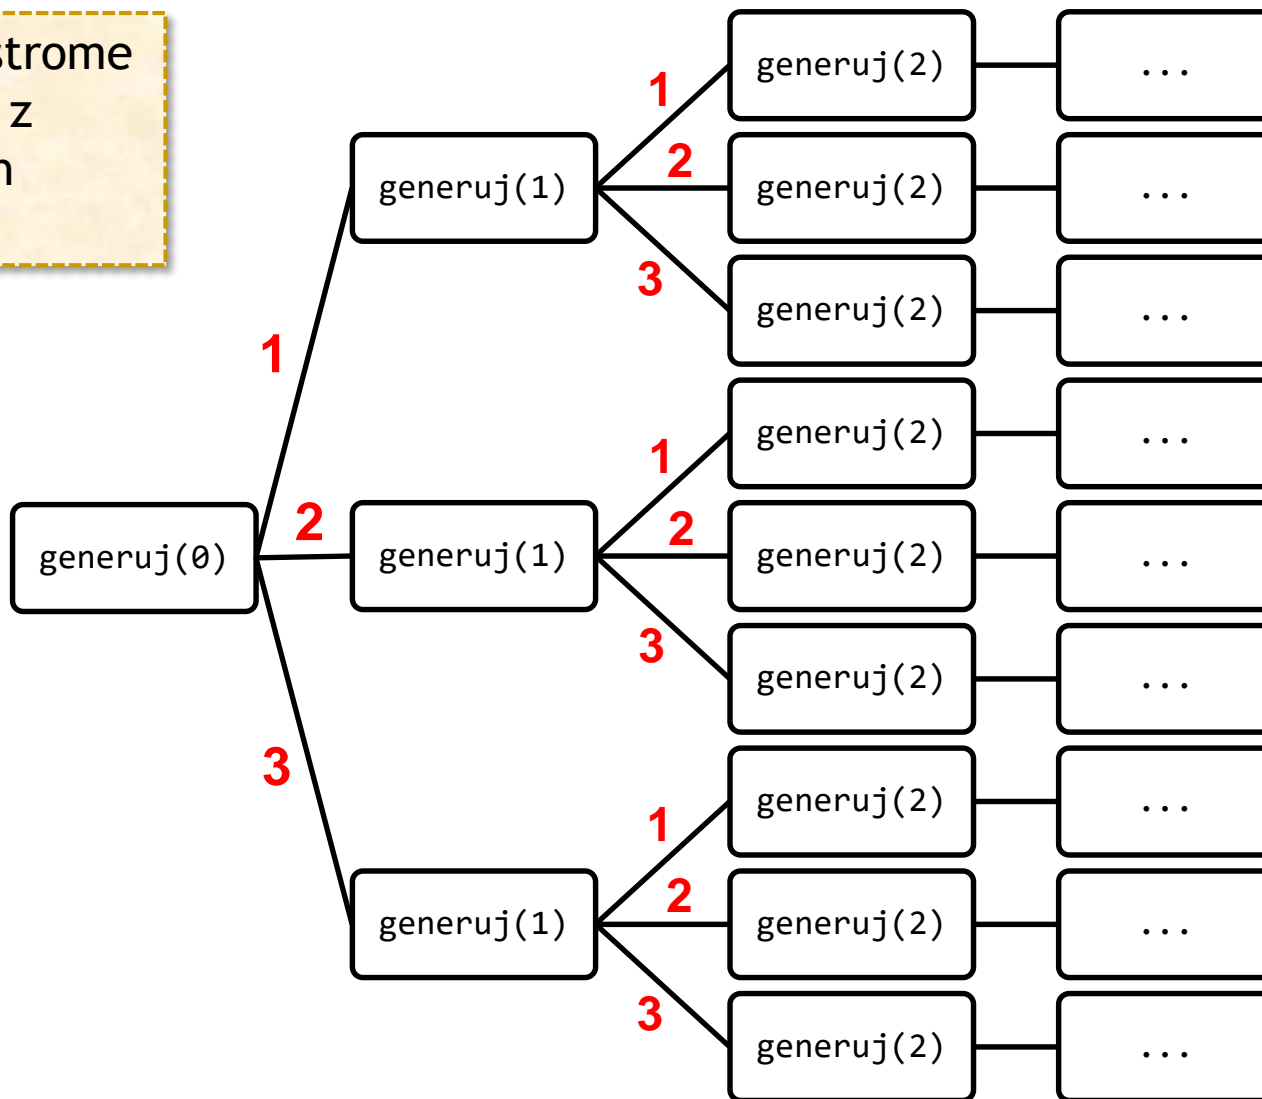 strome
z
generuj(2) ...
1
generuj(1) 2 generuj(2) ...
3
generuj(2) ...
1
generuj(2) ...
1
generuj(0) 2 generuj(1) 2 generuj(2) ...
3
generuj(2) ...
3
generuj(2) ...
1
generuj(1) 2 generuj(2) ...
3
generuj(2) ...